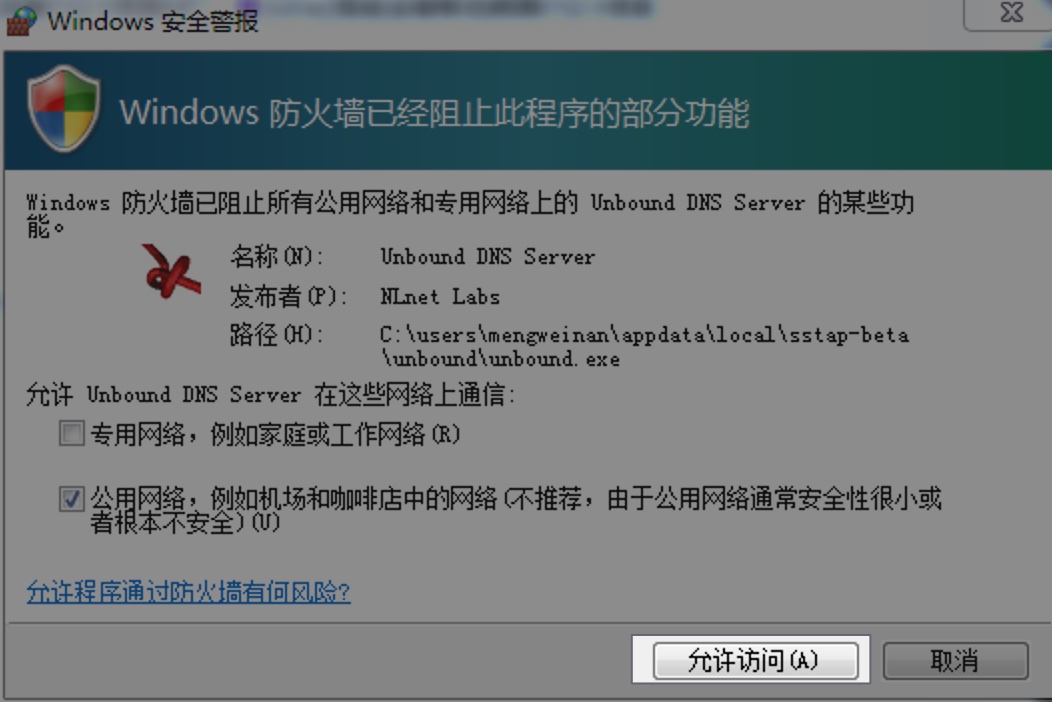 Windows 安全警报
Windows 防火墙已经阻止此程序的部分功能
Windows 防火墙已阻止所有公用网络和专用网络上的 Unbound DNS Server 的某些功
能。
名称(N): Unbound DNS Server
发布者(P): NLnet Labs
路径(H): C:\users\mengweinan\appdata\local\sstap-beta
\unbound\unbound.exe
允许 Unbound DNS Server 在这些网络上通信:
专用网络，例如家庭或工作网络(R)
公用网络，例如机场和咖啡店中的网络(不推荐，由于公用网络通常安全性很小或
者根本不安全)(U)
允许程序通过防火墙有何风险?
允许访问(A) 取消